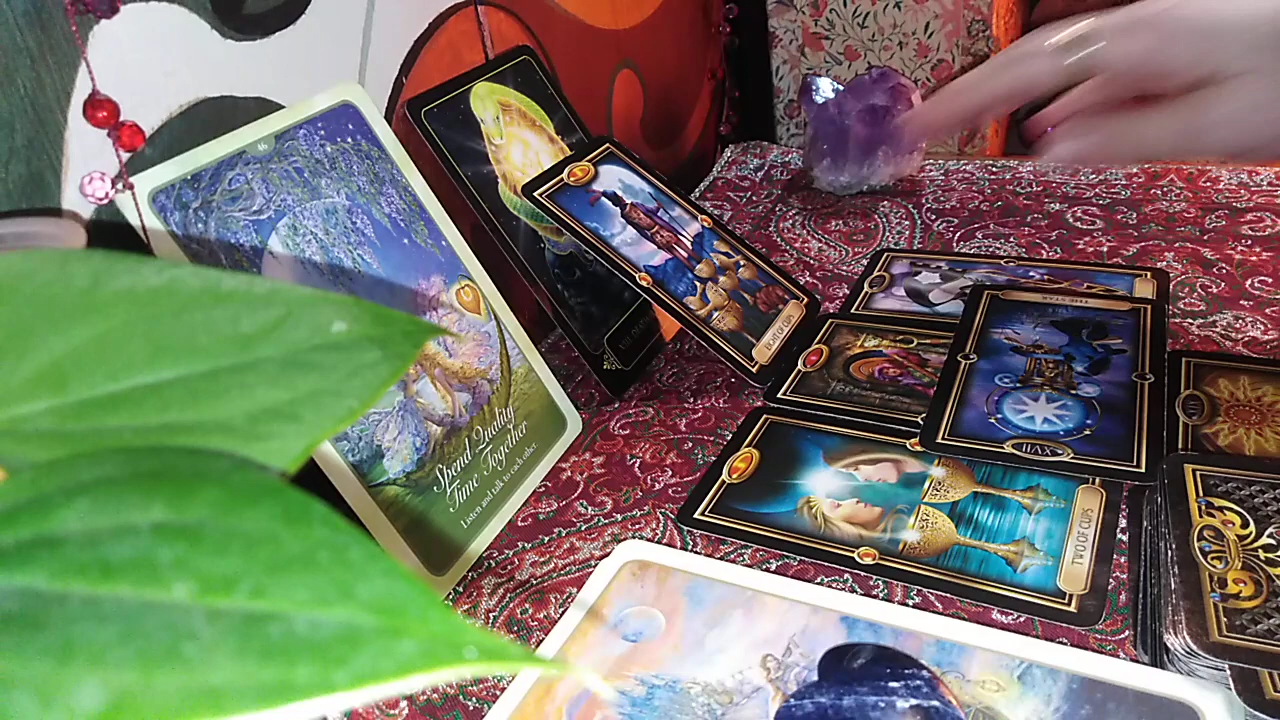 46
Spend Quality
Time Together
Listen and talk to each other.
EIGHT OF CUPS
THE STAR
XVII
TWO OF CUPS